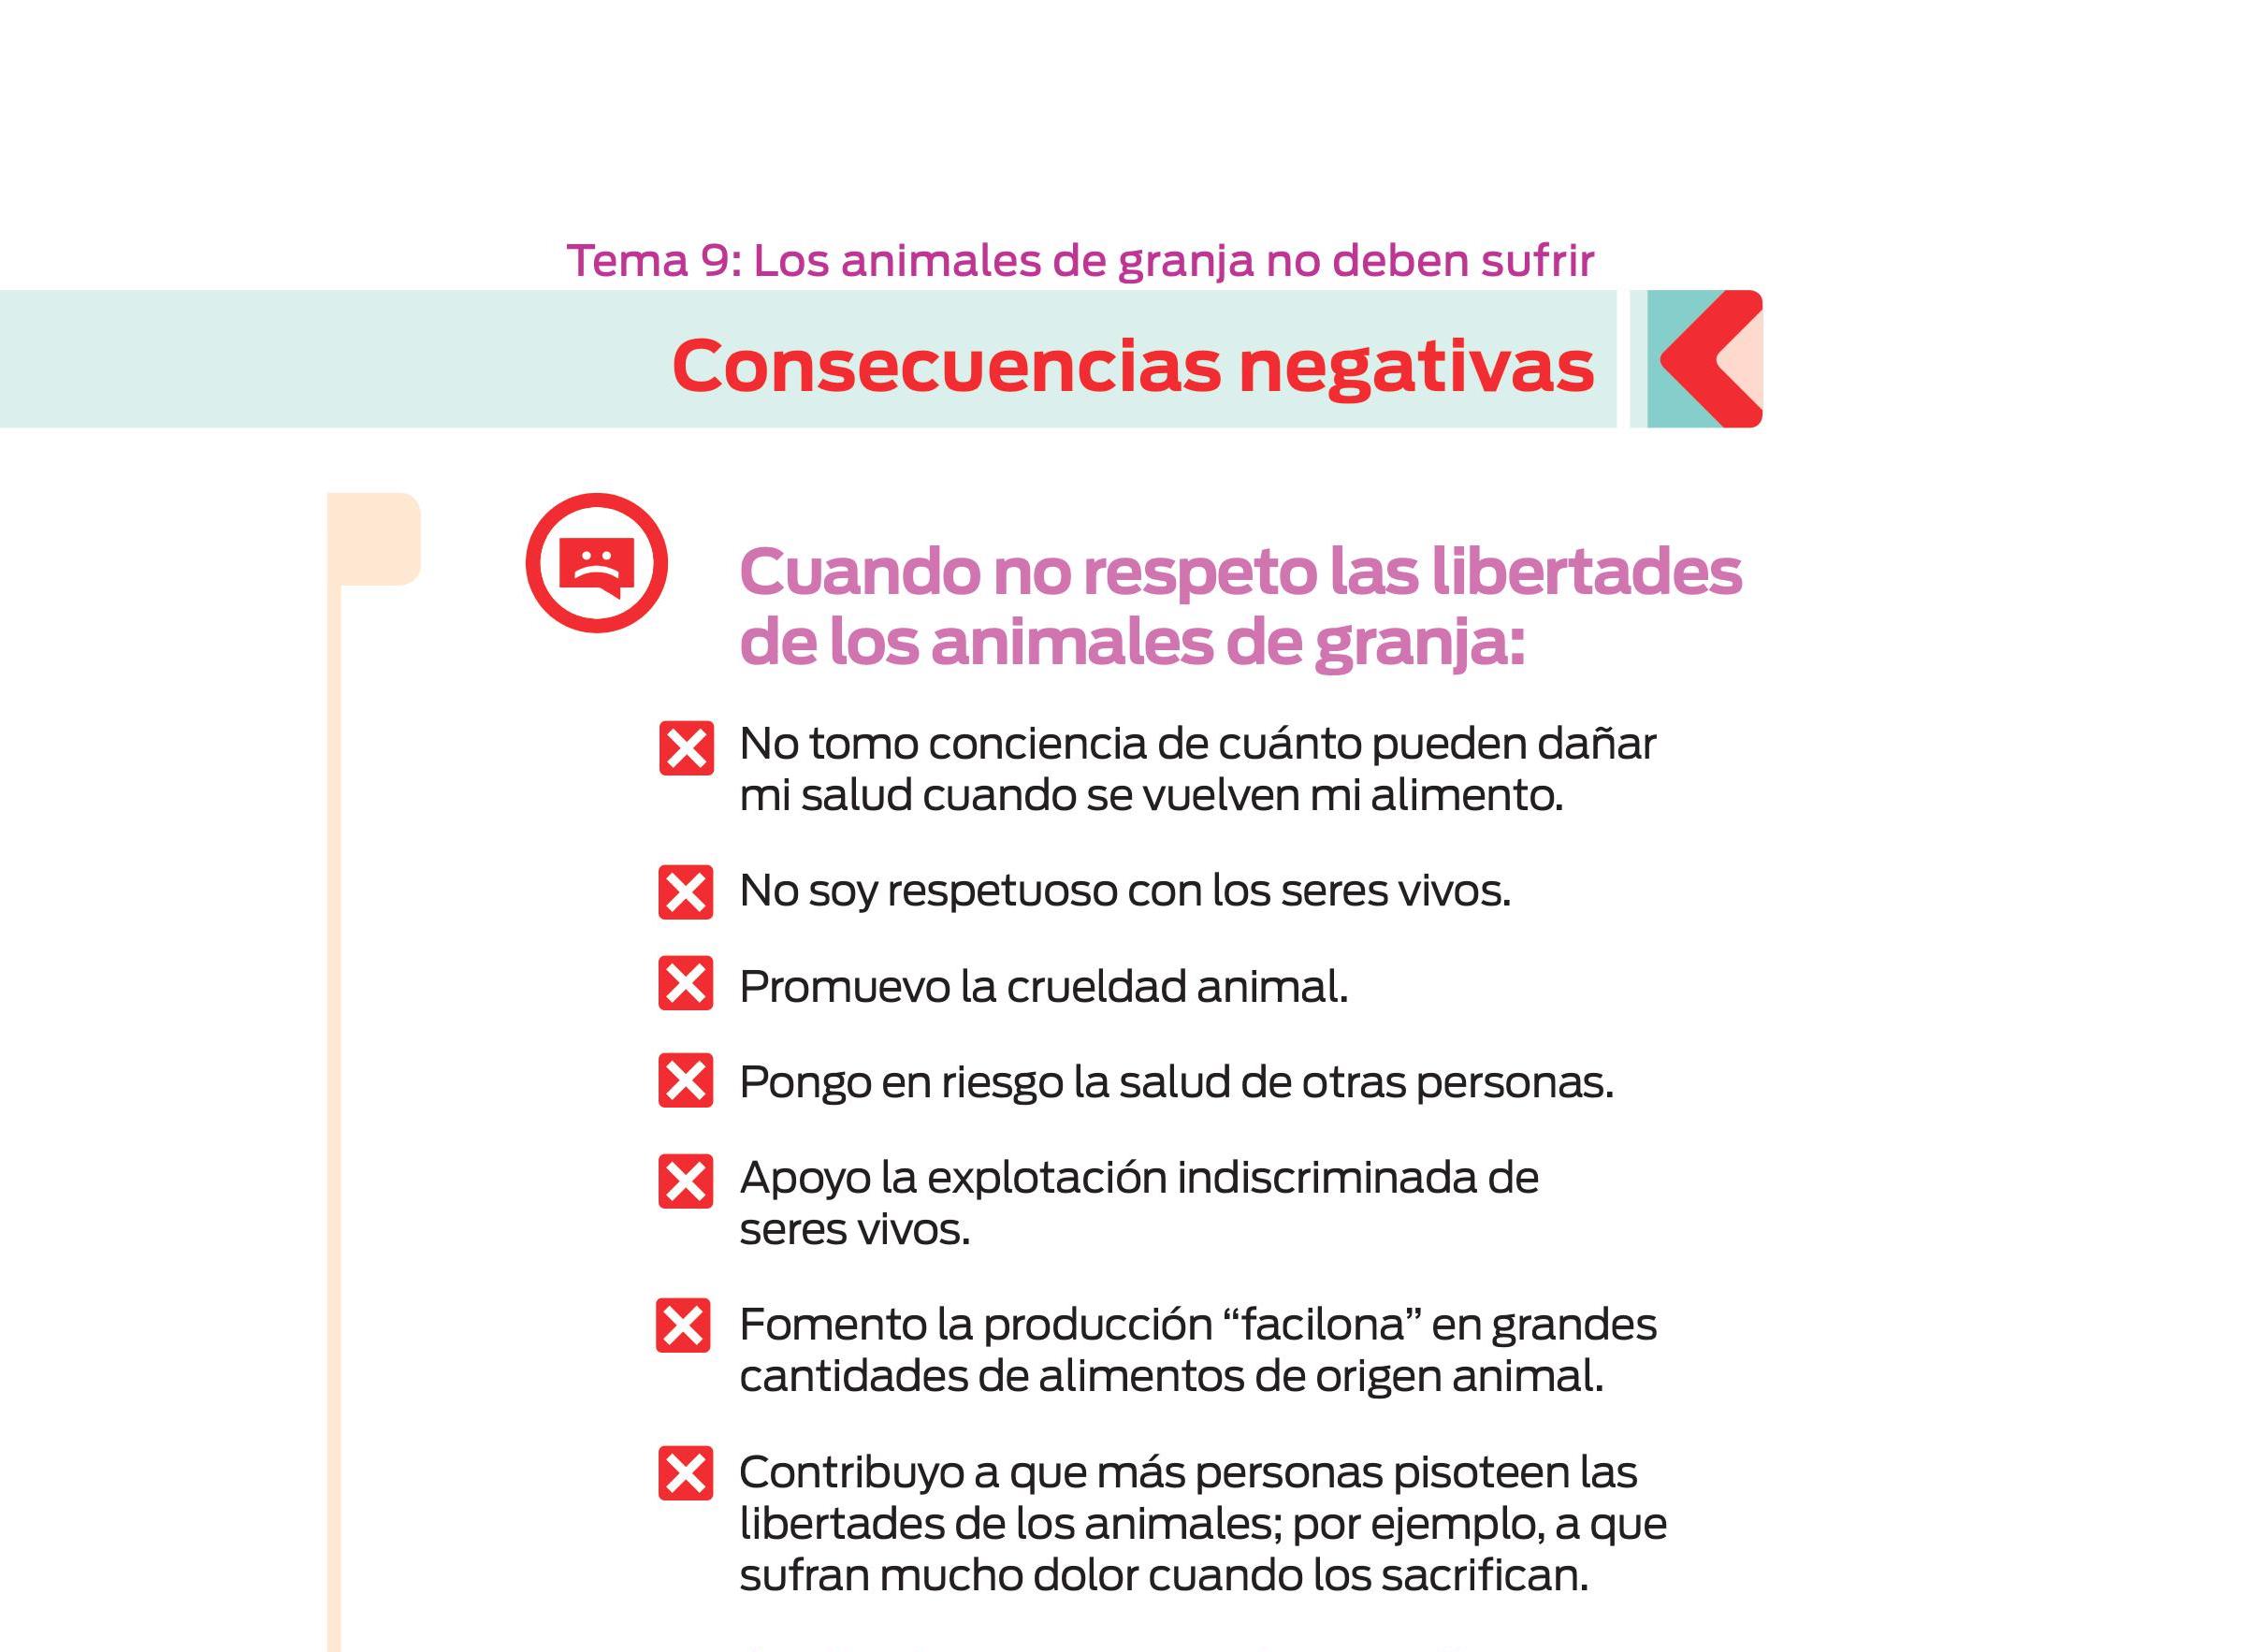 Tema 9: Los animales de granja no deben sufrir
Consecuencias negativas
Cuando no respeto las libertades
de los animales de granja:
No tomo conciencia de cuánto pueden dañar
mi salud cuando se vuelven mi alimento.
No soy respetuoso con los seres vivos.
Promuevo la crueldad animal.
Pongo en riesgo la salud de otras personas.
Apoyo la explotación indiscriminada de
seres vivos.
Fomento la producción “facilona” en grandes
cantidades de alimentos de origen animal.
Contribuyo a que más personas pisoteen las
libertades de los animales; por ejemplo, a que
sufran mucho dolor cuando los sacrifican.